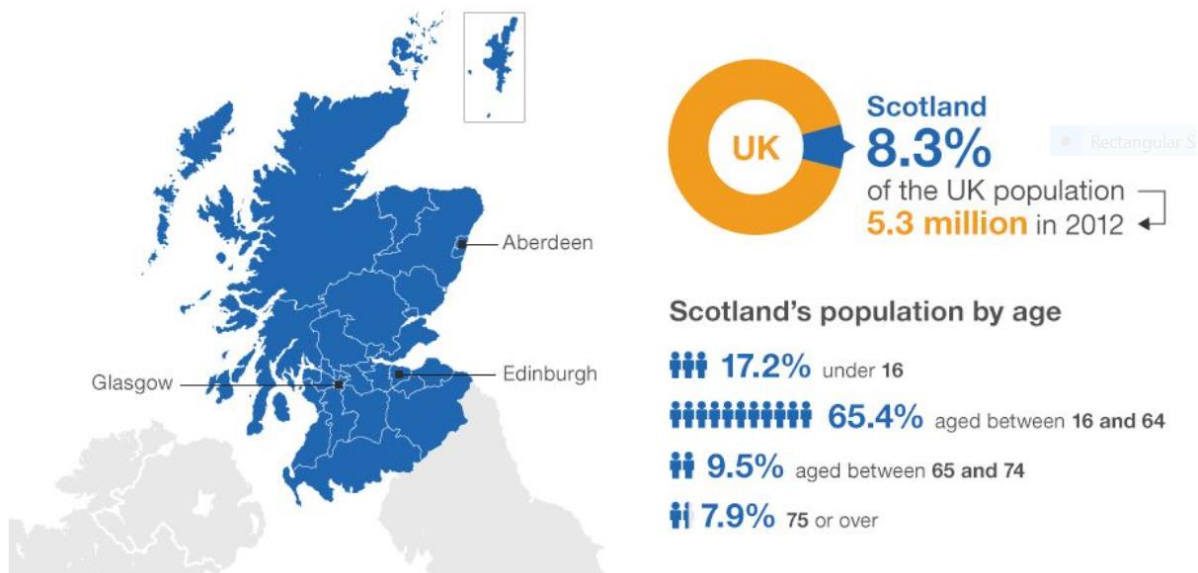 Aberdeen
Glasgow
Edinburgh
UK
Scotland
8.3%
of the UK population
5.3 million in 2012
Rectangular S
Scotland's population by age
17.2% under 16
65.4% aged between 16 and 64
9.5% aged between 65 and 74
7.9% 75 or over